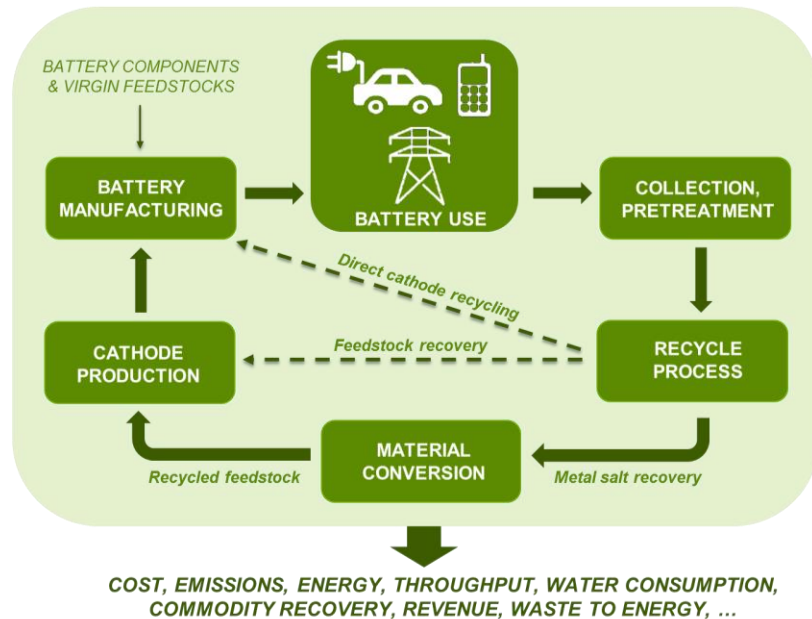 BATTERY COMPONENTS
& VIRGIN FEEDSTOCKS
BATTERY
MANUFACTURING
BATTERY USE
COLLECTION,
PRETREATMENT
Direct cathode recycling
Feedstock recovery
CATHODE
PRODUCTION
RECYCLE
PROCESS
MATERIAL
CONVERSION
Recycled feedstock
Metal salt recovery
COST, EMISSIONS, ENERGY, THROUGHPUT, WATER CONSUMPTION,
COMMODITY RECOVERY, REVENUE, WASTE TO ENERGY, ...